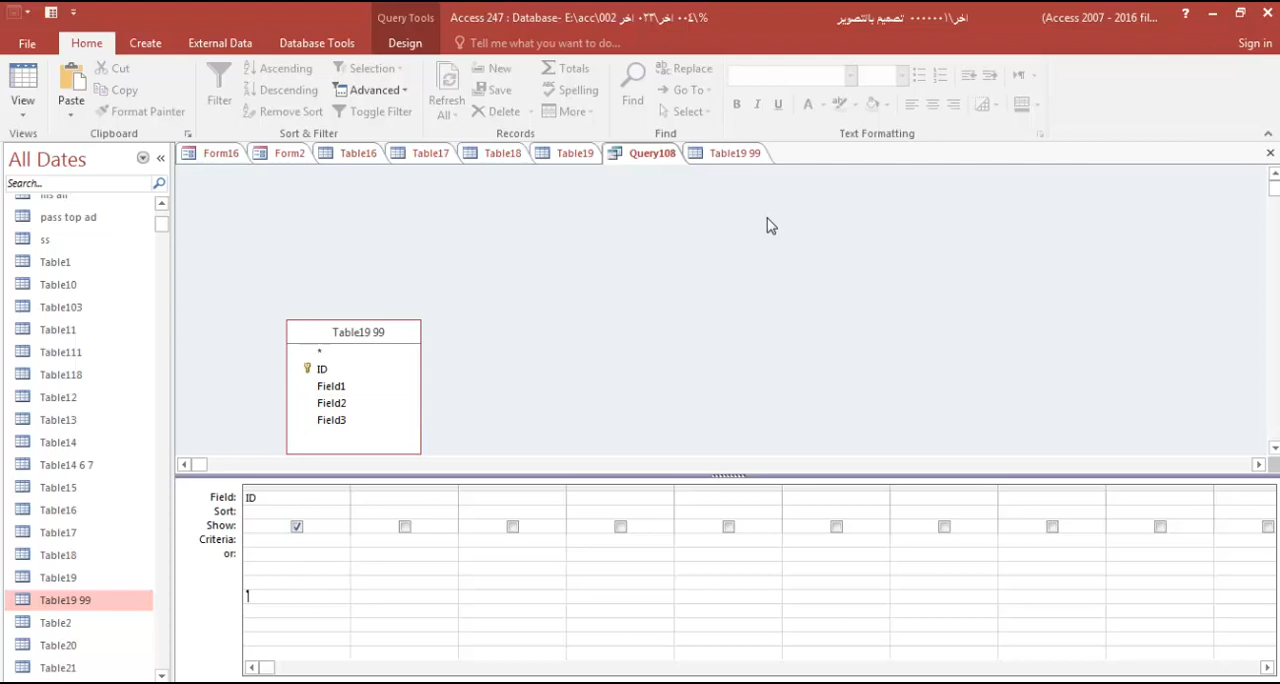 Query Tools
Access 247 : Database- E:\acc\002 ٠٠٤ اخر\٠٢٣ اخر\% اخر\٠٠٠٠٠٠١ تصميم بالتصوير (Access 2007 - 2016 fil...
?
File
Home
Create
External Data
Database Tools
Design
Tell me what you want to do...
Sign in
View
Views
Paste
Cut
Copy
Format Painter
Clipboard
Filter
Ascending
Descending
Remove Sort
Selection
Advanced
Toggle Filter
Sort & Filter
Refresh
All
New
Save
Delete
Totals
Spelling
More
Records
Find
Replace
Go To
Select
Find
B I U A
Text Formatting
Form16
Form2
Table16
Table17
Table18
Table19
Query108
Table19 99
All Dates
Search...
pass top ad
ss
Table1
Table10
Table103
Table11
Table111
Table118
Table12
Table13
Table14
Table14 6 7
Table15
Table16
Table17
Table18
Table19
Table19 99
Table2
Table20
Table21
Table19 99
*
ID
Field1
Field2
Field3
Field: ID
Sort:
Show:
Criteria:
or: